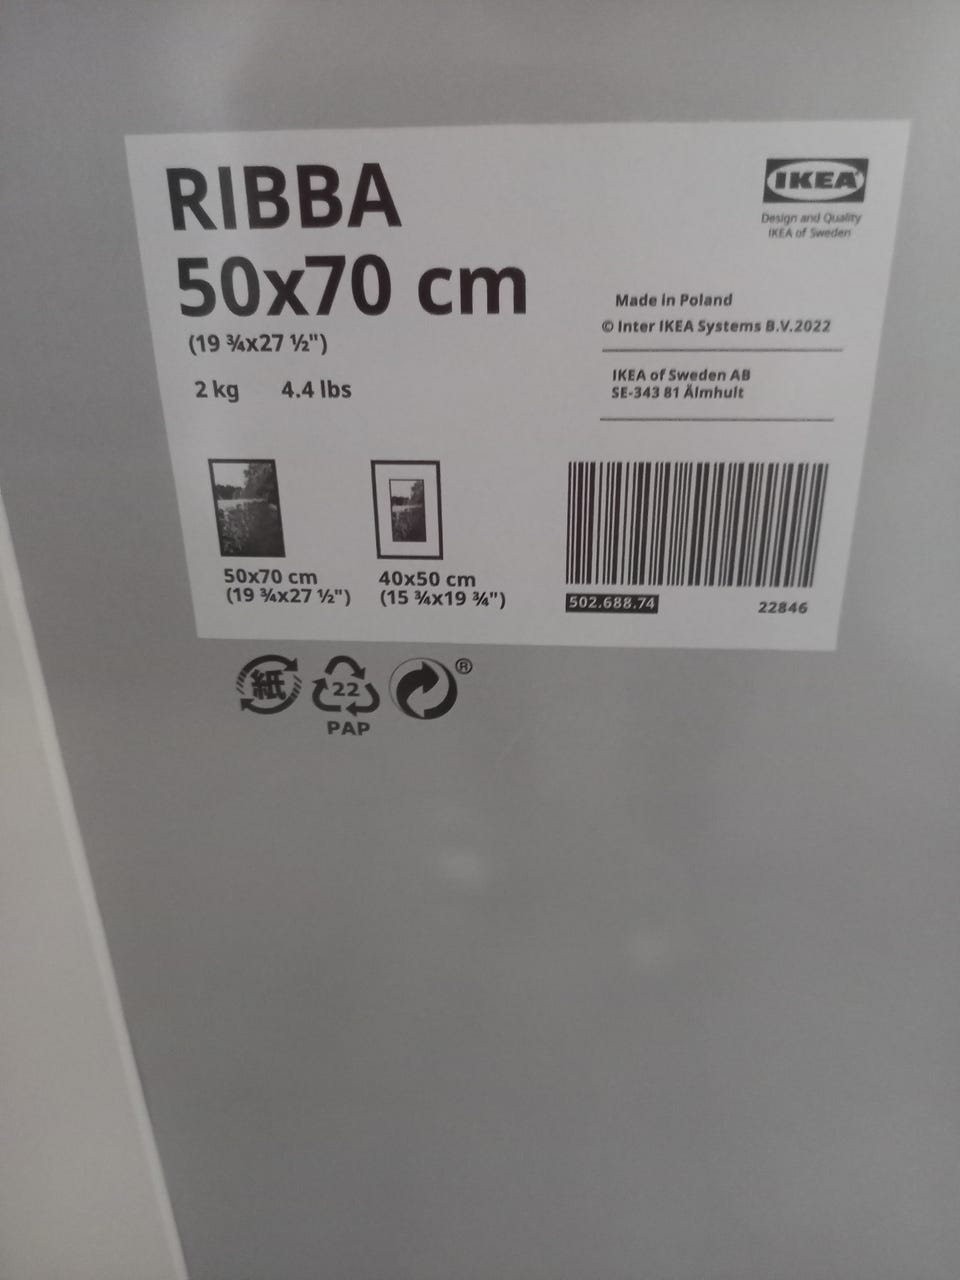 RIBBA
50x70 cm
(19 ¾x27 ½")
2 kg 4.4 lbs
IKEA
Design and Quality
IKEA of Sweden
Made in Poland
© Inter IKEA Systems B.V.2022
IKEA of Sweden AB
SE-343 81 Älmhult
50x70 cm
(19 ¾x27 ½")
40x50 cm
(15 ¾x19 ¾")
502.688.74
22846
紙
22
PAP
®